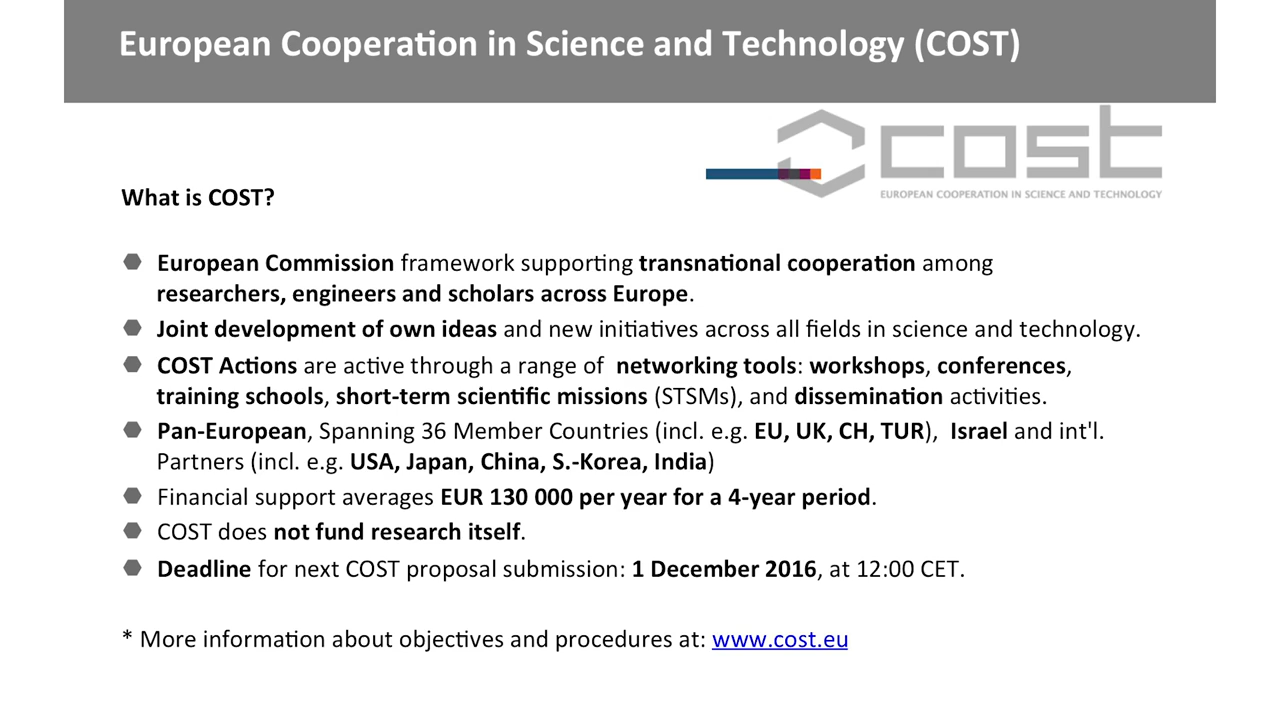 European Cooperation in Science and Technology (COST)
cost
EUROPEAN COOPERATION IN SCIENCE AND TECHNOLOGY
What is COST?
European Commission framework supporting transnational cooperation among
researchers, engineers and scholars across Europe.
Joint development of own ideas and new initiatives across all fields in science and technology.
COST Actions are active through a range of  networking tools: workshops, conferences,
training schools, short-term scientific missions (STSMs), and dissemination activities.
Pan-European, Spanning 36 Member Countries (incl. e.g. EU, UK, CH, TUR),  Israel and int'l.
Partners (incl. e.g. USA, Japan, China, S.-Korea, India)
Financial support averages EUR 130 000 per year for a 4-year period.
COST does not fund research itself.
Deadline for next COST proposal submission: 1 December 2016, at 12:00 CET.
* More information about objectives and procedures at: www.cost.eu